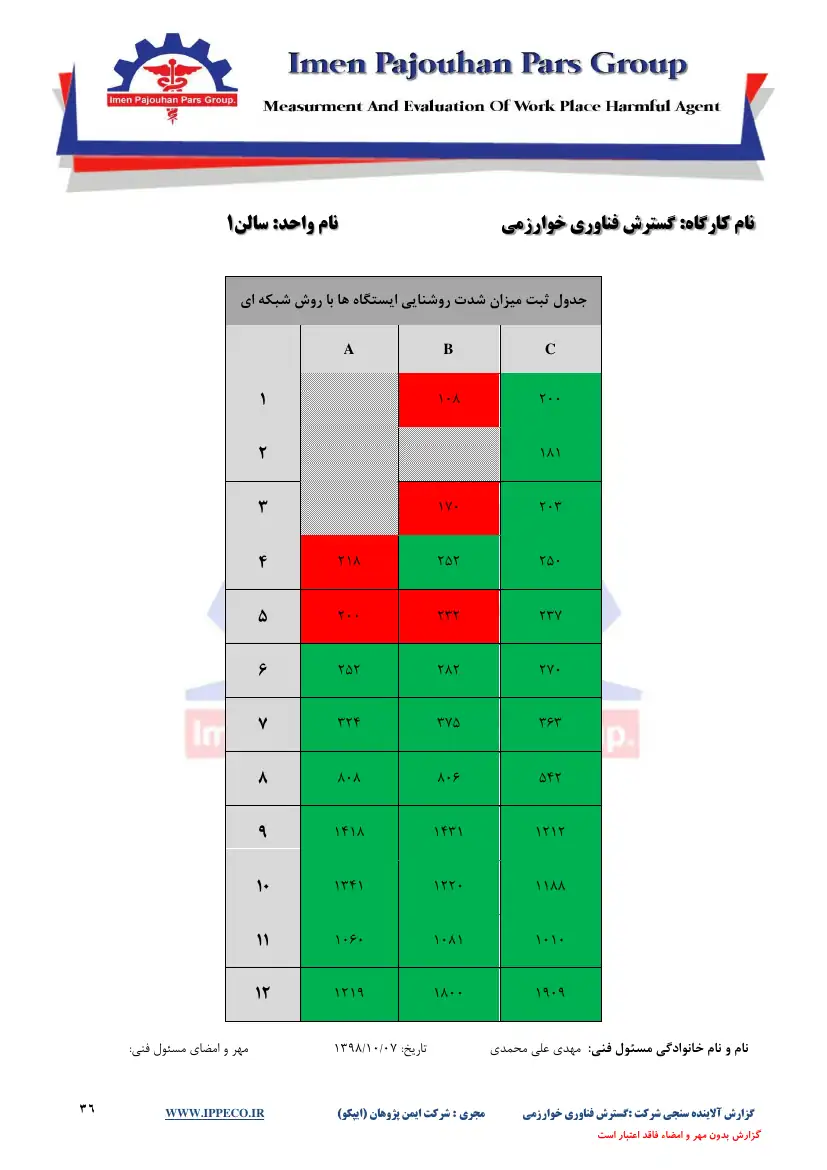 Imen Pajouhan Pars Group
Imen Pajouhan Pars Group.
Measurment And Evaluation Of Work Place Harmful Agent
نام کارگاه: گسترش فناوری خوارزمی نام واحد: سالن۱
جدول ثبت میزان شدت روشنایی ایستگاه ها با روش شبکه ای
A B C
۱ ۱۰۸ ۲۰۰
۲ ۱۸۱
۳ ۱۷۰ ۲۰۳
۴ ۲۱۸ ۲۵۲ ۲۵۰
۵ ۲۰۰ ۲۳۲ ۲۳۷
۶ ۲۵۲ ۲۸۲ ۲۷۰
۷ ۳۲۴ ۳۷۵ ۳۶۳
۸ ۸۰۸ ۸۰۶ ۵۴۲
۹ ۱۴۱۸ ۱۴۳۱ ۱۲۱۲
۱۰ ۱۳۴۱ ۱۲۲۰ ۱۱۸۸
۱۱ ۱۰۶۰ ۱۰۸۱ ۱۰۱۰
۱۲ ۱۲۱۹ ۱۸۰۰ ۱۹۰۹
نام و نام خانوادگی مسئول فنی: مهدی علی محمدی تاریخ: ۱۳۹۸/۱۰/۰۷ مهر و امضای مسئول فنی:
گزارش آلاینده سنجی شرکت :گسترش فناوری خوارزمی مجری : شرکت ایمن پژوهان (ایپکو) WWW.IPPECO.IR ۳۶
گزارش بدون مهر و امضاء فاقد اعتبار است